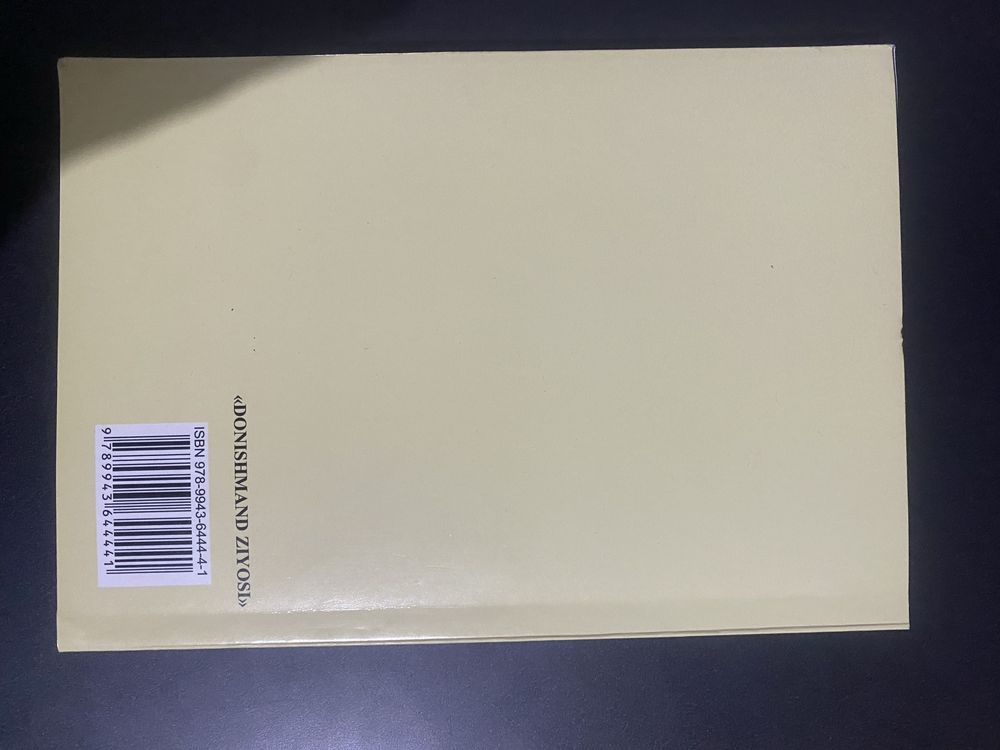 «DONISHMAND ZIYOSI»
ISBN 978-9943-6444-4-1
9 789943 644441